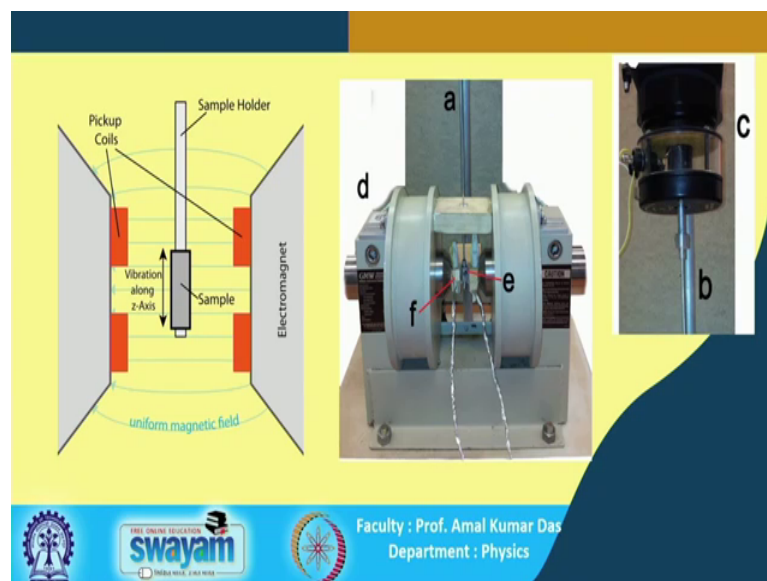 Sample Holder
Pickup
Coils
Vibration
along
z-Axis
Sample
Electromagnet
uniform magnetic field
a
d
e
f
CAUTION
c
b
FREE ONLINE EDUCATION
swayam
Faculty : Prof. Amal Kumar Das
Department : Physics